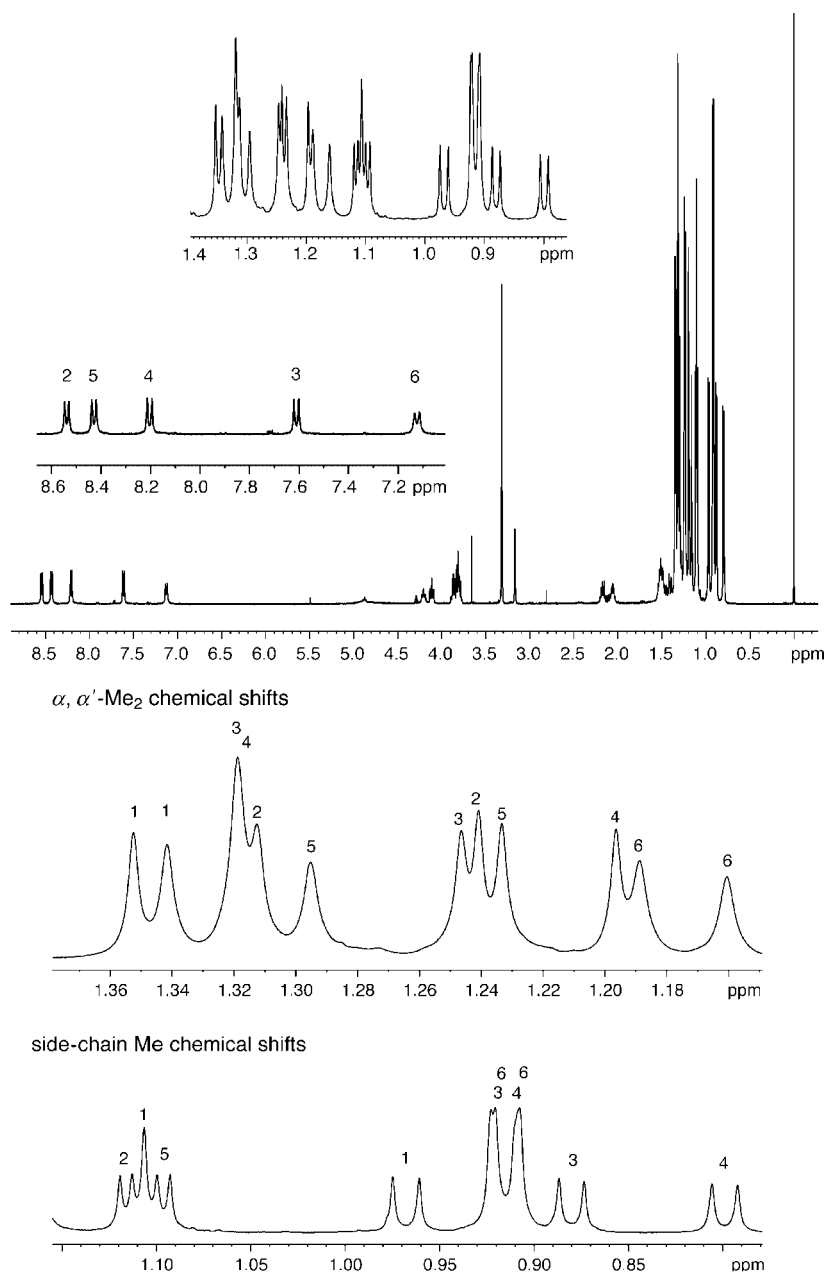 1.4 1.3 1.2 1.1 1.0 0.9 ppm
2 5 4 3 6
8.6 8.4 8.2 8.0 7.8 7.6 7.4 7.2 ppm
8.5 8.0 7.5 7.0 6.5 6.0 5.5 5.0 4.5 4.0 3.5 3.0 2.5 2.0 1.5 1.0 0.5 ppm
α, α′-Me2 chemical shifts
3
4
1 1 2 5 3 2 5 4 6 6
1.36 1.34 1.32 1.30 1.28 1.26 1.24 1.22 1.20 1.18 ppm
side-chain Me chemical shifts
6 6
1 3 4
2 5 1 3 4
1.10 1.05 1.00 0.95 0.90 0.85 ppm